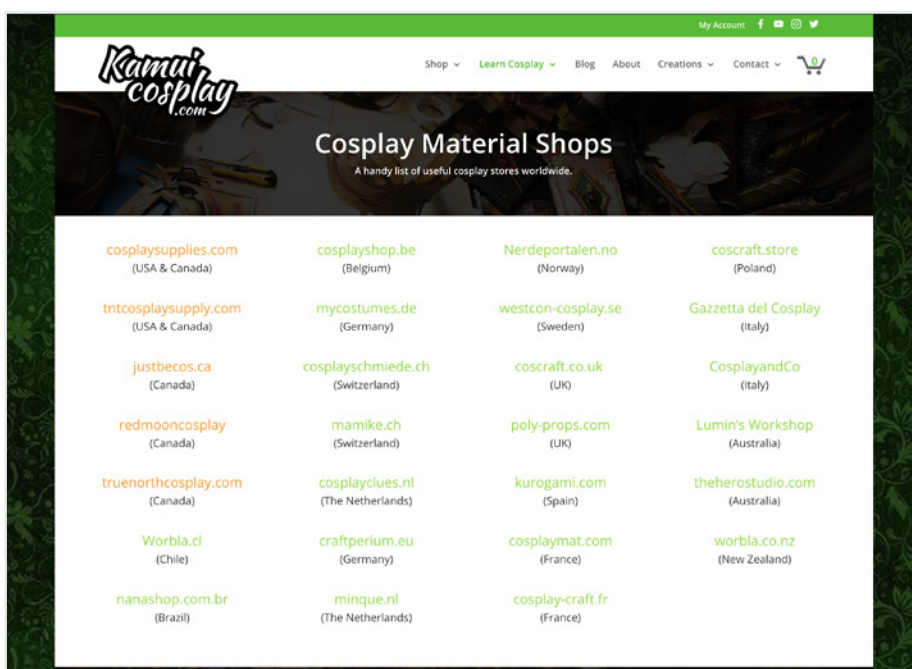 My Account
Kamui
cosplay
.com
Shop
Learn Cosplay
Blog
About
Creations
Contact
0
Cosplay Material Shops
A handy list of useful cosplay stores worldwide.
cosplaysupplies.com
(USA & Canada)
tntcosplaysupply.com
(USA & Canada)
justbecos.ca
(Canada)
redmooncosplay
(Canada)
truenorthcosplay.com
(Canada)
Worbla.cl
(Chile)
nanashop.com.br
(Brazil)
cosplayshop.be
(Belgium)
mycostumes.de
(Germany)
cosplayschmiede.ch
(Switzerland)
mamike.ch
(Switzerland)
cosplayclues.nl
(The Netherlands)
craftperium.eu
(Germany)
minque.nl
(The Netherlands)
Nerdeportalen.no
(Norway)
westcon-cosplay.se
(Sweden)
coscraft.co.uk
(UK)
poly-props.com
(UK)
kurogami.com
(Spain)
cosplaymat.com
(France)
cosplay-craft.fr
(France)
coscraft.store
(Poland)
Gazzetta del Cosplay
(Italy)
CosplayandCo
(Italy)
Lumin's Workshop
(Australia)
theherostudio.com
(Australia)
worbla.co.nz
(New Zealand)